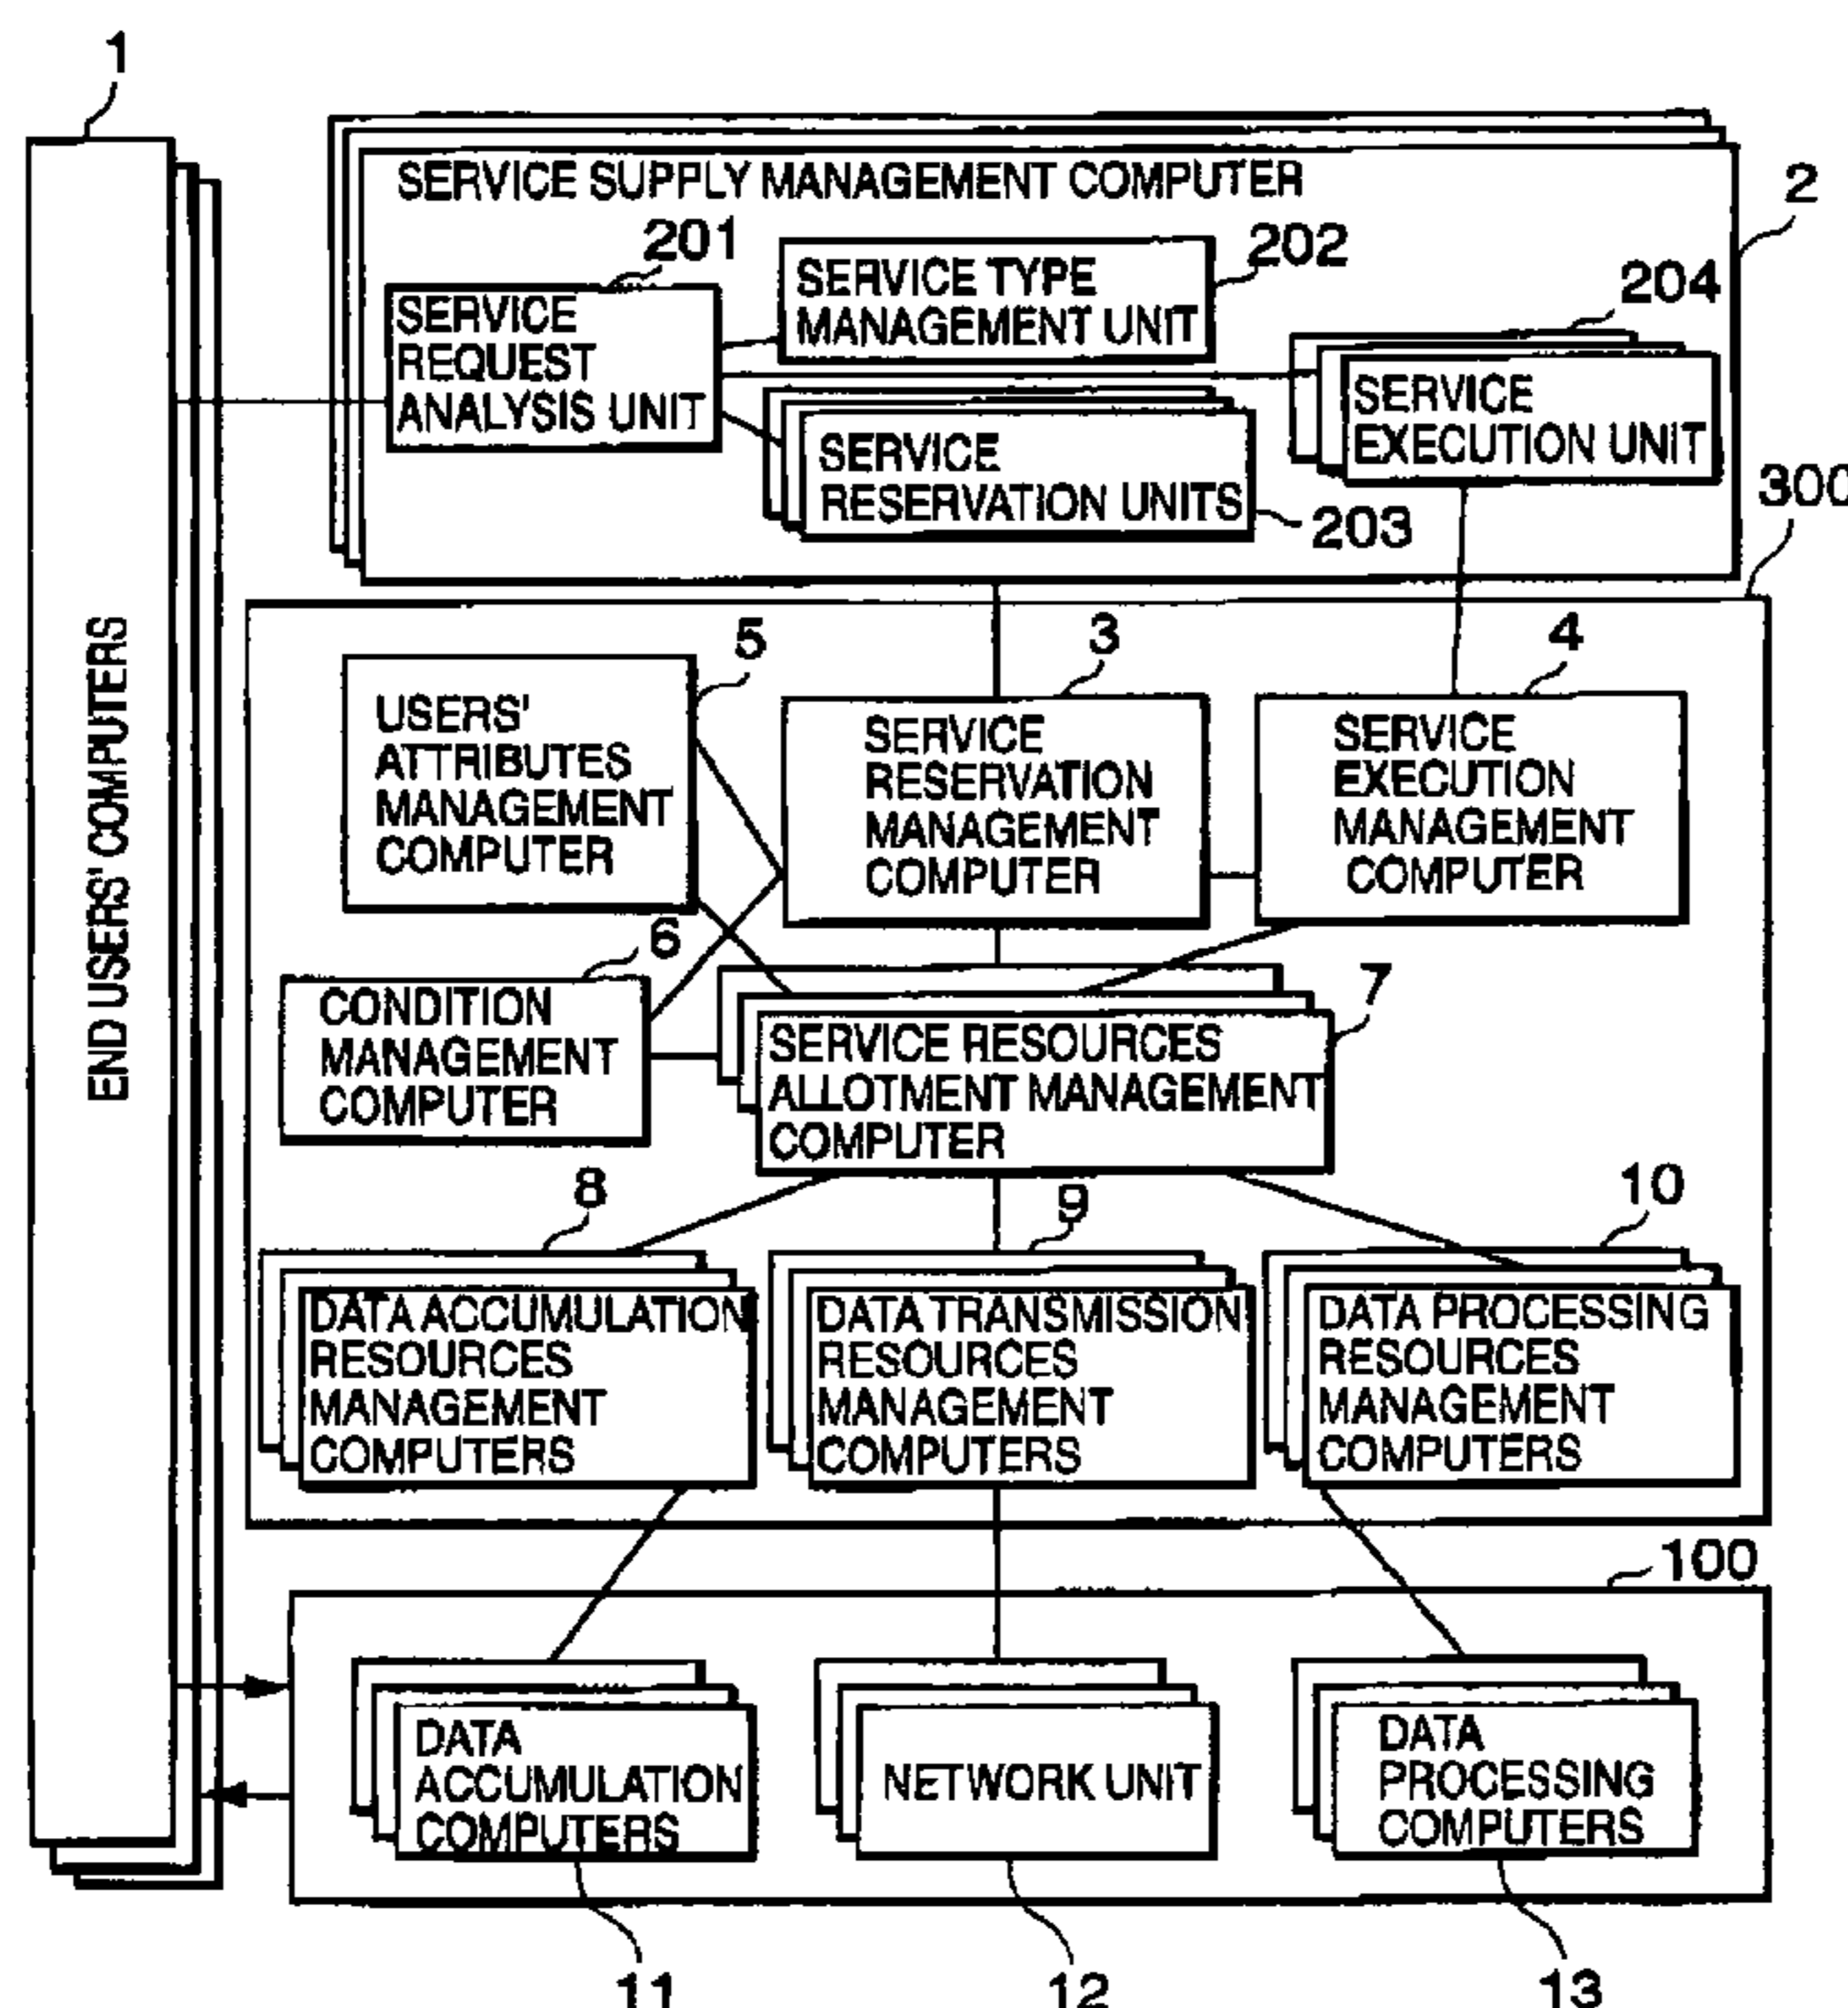 1
SERVICE SUPPLY MANAGEMENT COMPUTER
2
201
SERVICE TYPE
MANAGEMENT UNIT
202
204
SERVICE
REQUEST
ANALYSIS UNIT
SERVICE
EXECUTION UNIT
SERVICE
RESERVATION UNITS
203
300
END USERS' COMPUTERS
5
3
4
USERS'
ATTRIBUTES
MANAGEMENT
COMPUTER
SERVICE
RESERVATION
MANAGEMENT
COMPUTER
SERVICE
EXECUTION
MANAGEMENT
COMPUTER
6
CONDITION
MANAGEMENT
COMPUTER
7
SERVICE RESOURCES
ALLOTMENT MANAGEMENT
COMPUTER
8
9
10
DATA ACCUMULATION
RESOURCES
MANAGEMENT
COMPUTERS
DATA TRANSMISSION
RESOURCES
MANAGEMENT
COMPUTERS
DATA PROCESSING
RESOURCES
MANAGEMENT
COMPUTERS
100
DATA
ACCUMULATION
COMPUTERS
NETWORK UNIT
DATA
PROCESSING
COMPUTERS
11
12
13